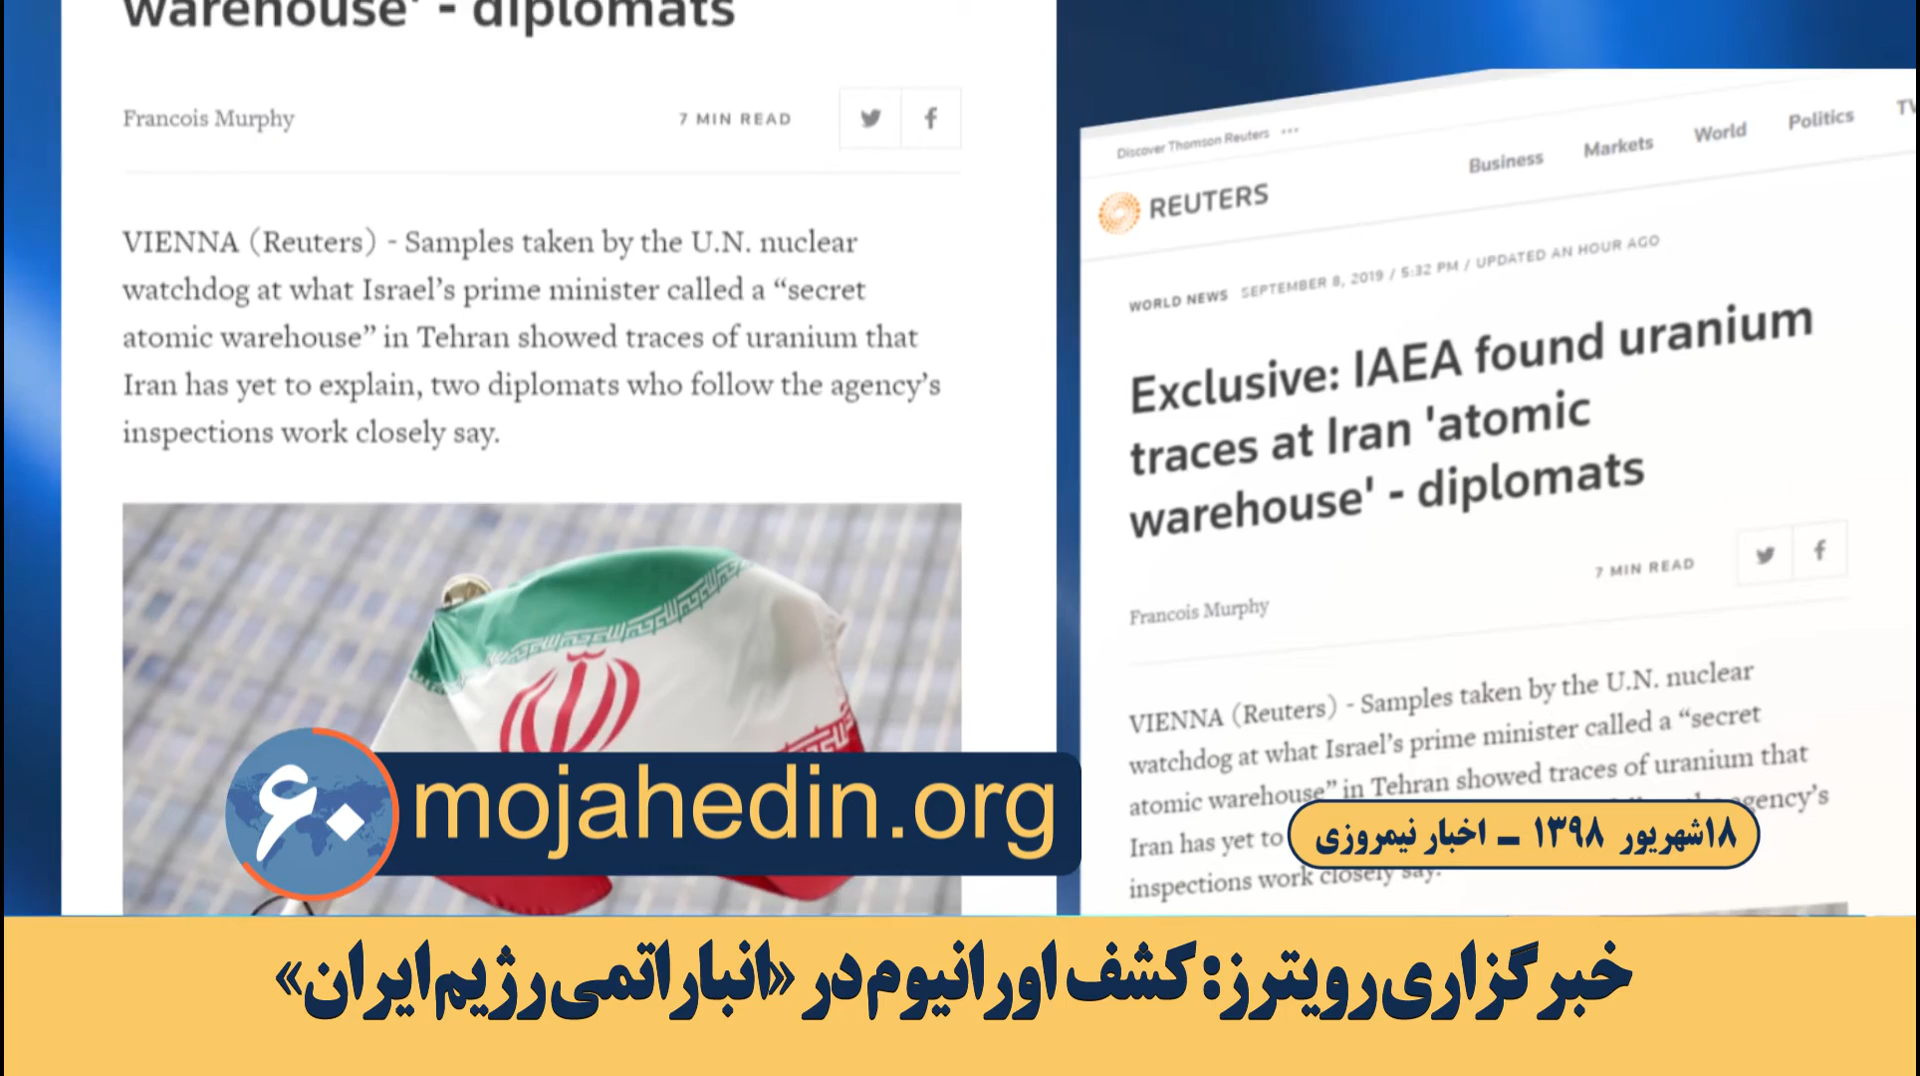 warehouse' - diplomats
Francois Murphy
7 MIN READ
VIENNA (Reuters) - Samples taken by the U.N. nuclear
watchdog at what Israel’s prime minister called a “secret
atomic warehouse” in Tehran showed traces of uranium that
Iran has yet to explain, two diplomats who follow the agency’s
inspections work closely say.
Discover Thomson Reuters
REUTERS
Business Markets World Politics TV
WORLD NEWS SEPTEMBER 8, 2019 / 5:32 PM / UPDATED AN HOUR AGO
Exclusive: IAEA found uranium
traces at Iran 'atomic
warehouse' - diplomats
Francois Murphy
7 MIN READ
VIENNA (Reuters) - Samples taken by the U.N. nuclear
watchdog at what Israel’s prime minister called a “secret
atomic warehouse” in Tehran showed traces of uranium that
Iran has yet to agency’s
inspections work closely say.
۶۰
mojahedin.org
۱۸شهریور ۱۳۹۸ ــ اخبار نیمروزی
خبرگزاری رویترز: کشف اورانیوم در «انبار اتمی رژیم ایران»